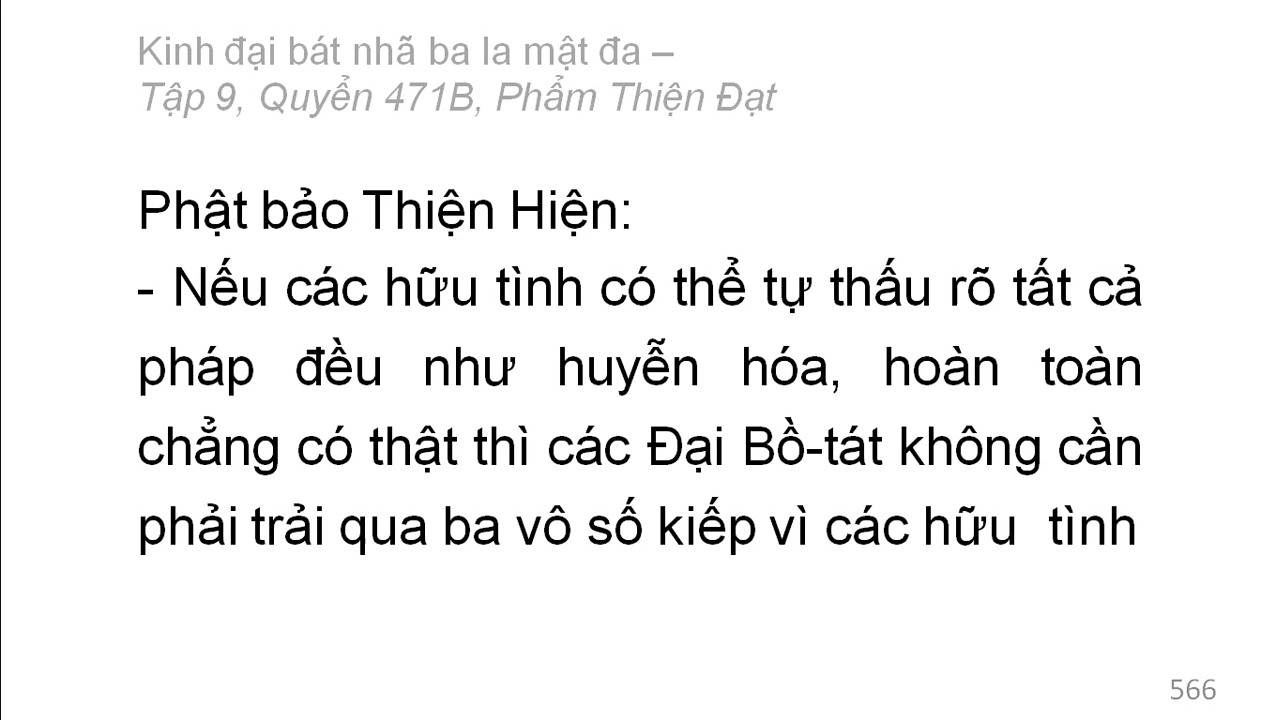 Kinh đại bát nhã ba la mật đa –
Tập 9, Quyển 471B, Phẩm Thiện Đạt
Phật bảo Thiện Hiện:
- Nếu các hữu tình có thể tự thấu rõ tất cả
pháp đều như huyễn hóa, hoàn toàn
chẳng có thật thì các Đại Bồ-tát không cần
phải trải qua ba vô số kiếp vì các hữu tình
566